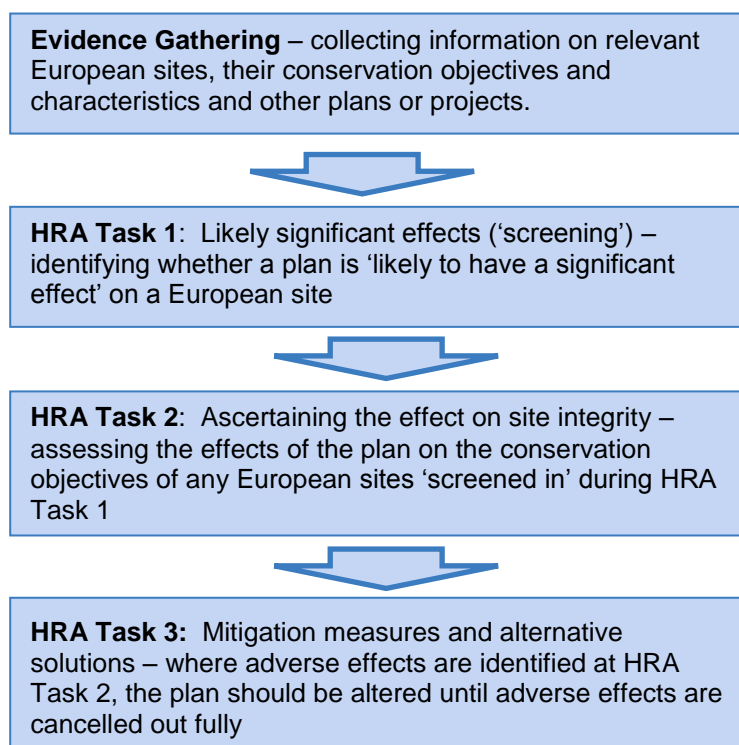 Evidence Gathering – collecting information on relevant
European sites, their conservation objectives and
characteristics and other plans or projects.
HRA Task 1:  Likely significant effects (‘screening’) –
identifying whether a plan is ‘likely to have a significant
effect’ on a European site
HRA Task 2:  Ascertaining the effect on site integrity –
assessing the effects of the plan on the conservation
objectives of any European sites ‘screened in’ during HRA
Task 1
HRA Task 3:  Mitigation measures and alternative
solutions – where adverse effects are identified at HRA
Task 2, the plan should be altered until adverse effects are
cancelled out fully